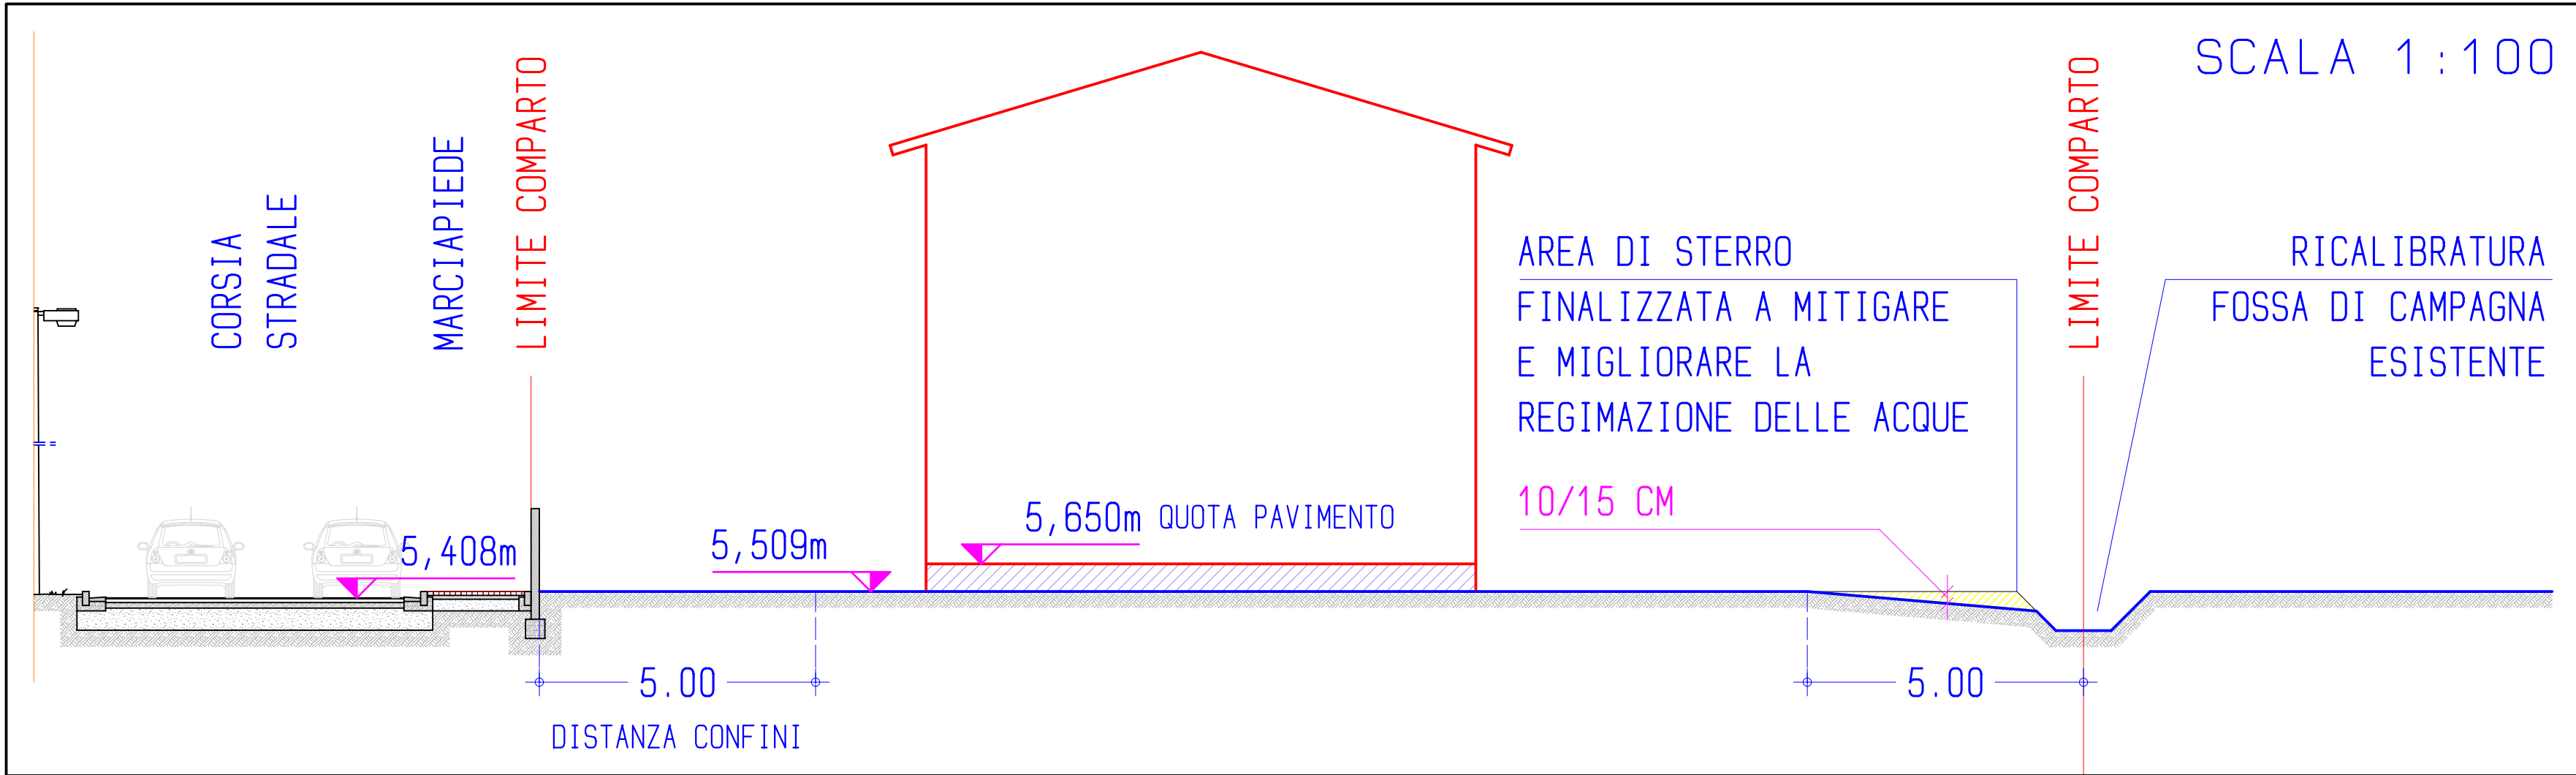 SCALA 1:100
CORSIA
STRADALE
MARCIAPIEDE
LIMITE COMPARTO
LIMITE COMPARTO
AREA DI STERRO
FINALIZZATA A MITIGARE
E MIGLIORARE LA
REGIMAZIONE DELLE ACQUE
10/15 CM
RICALIBRATURA
FOSSA DI CAMPAGNA
ESISTENTE
5,408m
5,509m
5,650m QUOTA PAVIMENTO
5.00
DISTANZA CONFINI
5.00